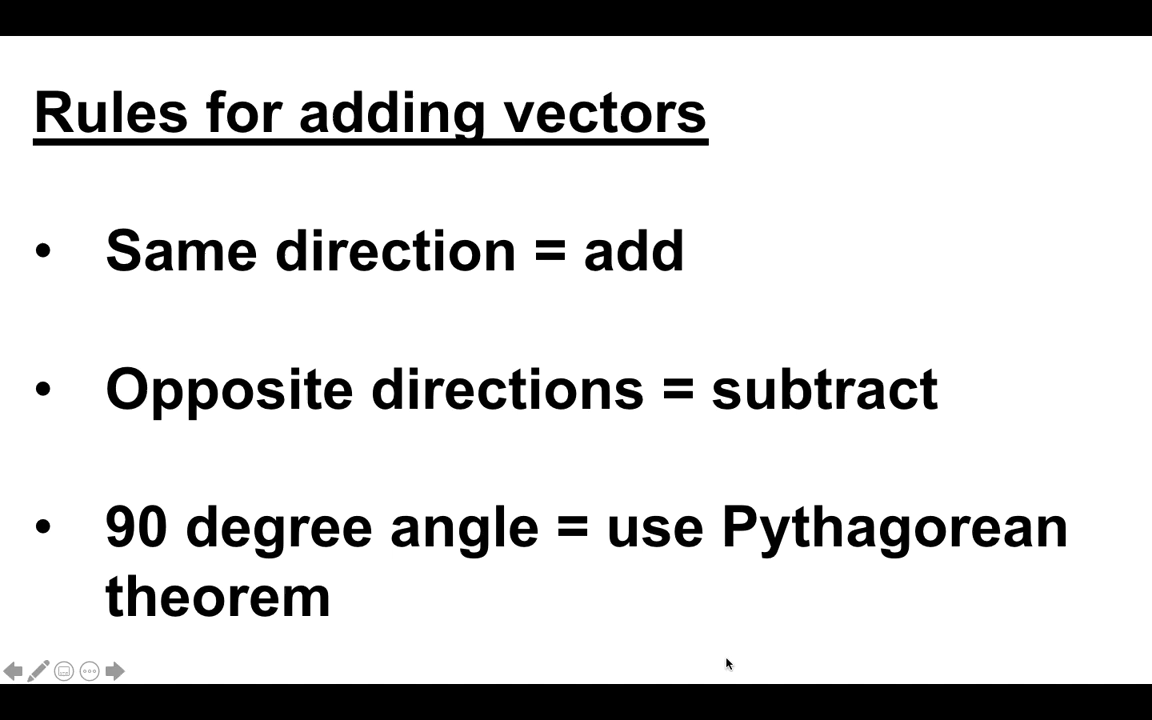 Rules for adding vectors
• Same direction = add
• Opposite directions = subtract
• 90 degree angle = use Pythagorean
theorem